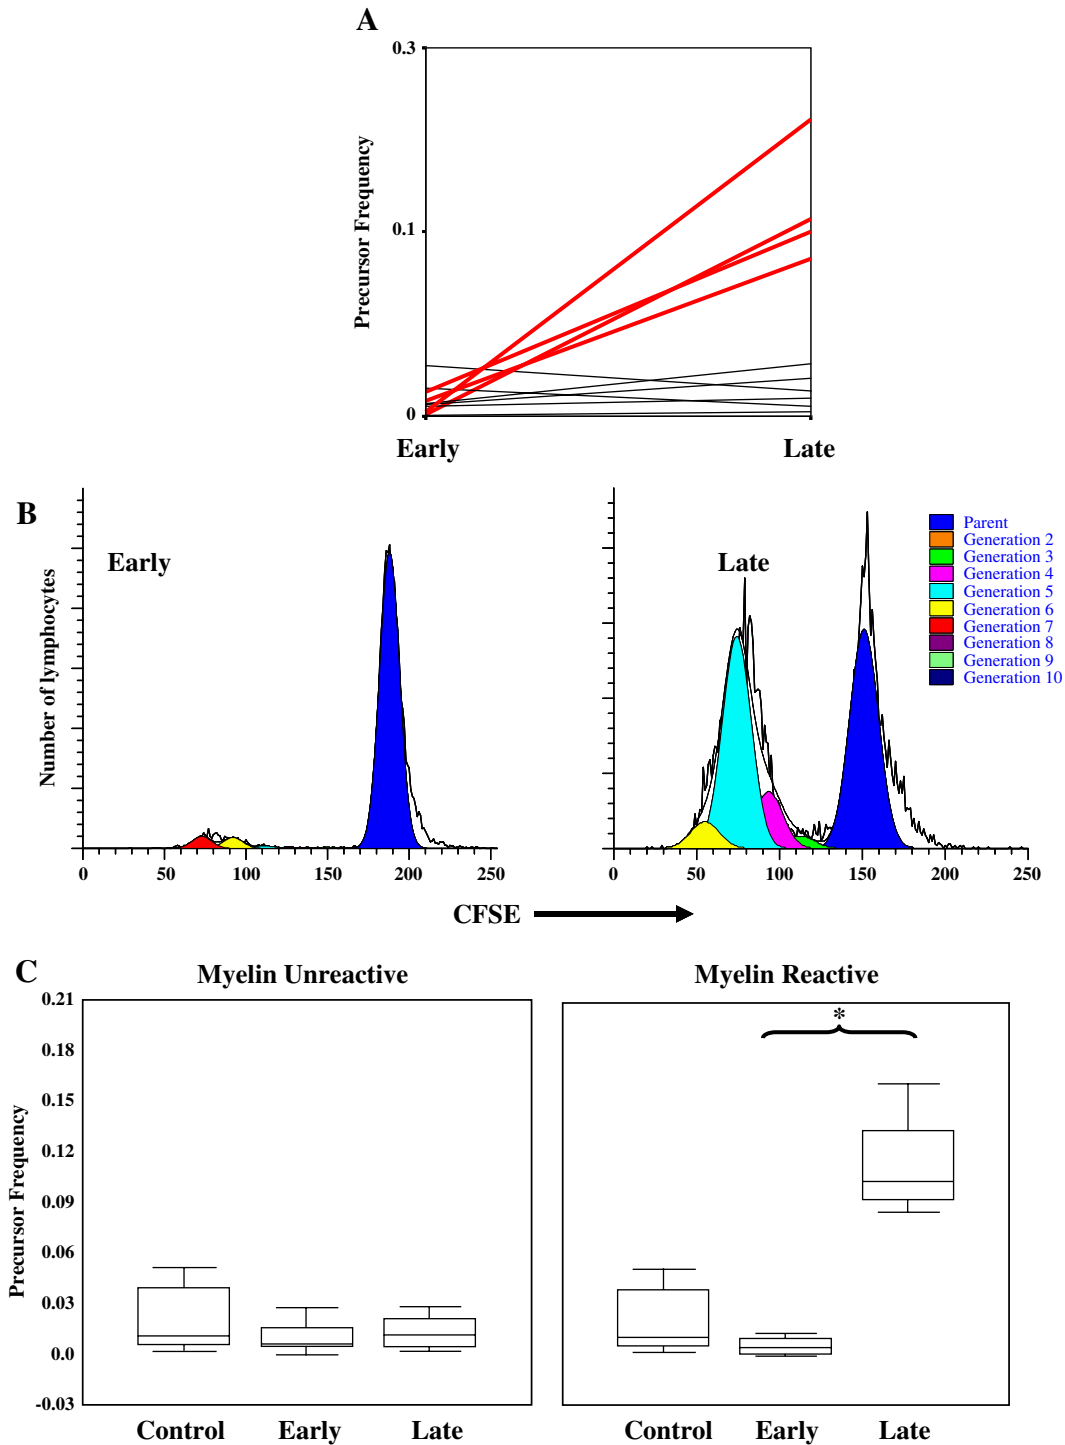 A
0.3
0.1
0
Precursor Frequency
Early
Late
B
Early
Late
Number of lymphocytes
0 50 100 150 200 250
0 50 100 150 200 250
Parent
Generation 2
Generation 3
Generation 4
Generation 5
Generation 6
Generation 7
Generation 8
Generation 9
Generation 10
CFSE
C
Myelin Unreactive
Myelin Reactive
Precursor Frequency
0.21
0.18
0.15
0.12
0.09
0.06
0.03
0.0
-0.03
*
Control Early Late
Control Early Late